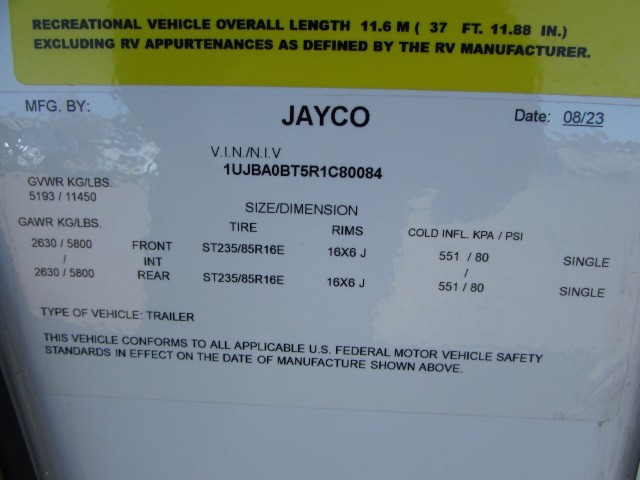 RECREATIONAL VEHICLE OVERALL LENGTH 11.6 M ( 37 FT. 11.88 IN.)
EXCLUDING RV APPURTENANCES AS DEFINED BY THE RV MANUFACTURER.
MFG. BY: JAYCO Date: 08/23
V.I.N./N.I.V
1UJBA0BT5R1C80084
GVWR KG/LBS.
5193 / 11450
SIZE/DIMENSION
GAWR KG/LBS. TIRE RIMS COLD INFL. KPA / PSI
2630 / 5800 FRONT ST235/85R16E 16X6 J 551 / 80 SINGLE
/ INT /
2630 / 5800 REAR ST235/85R16E 16X6 J 551 / 80 SINGLE
TYPE OF VEHICLE: TRAILER
THIS VEHICLE CONFORMS TO ALL APPLICABLE U.S. FEDERAL MOTOR VEHICLE SAFETY
STANDARDS IN EFFECT ON THE DATE OF MANUFACTURE SHOWN ABOVE.